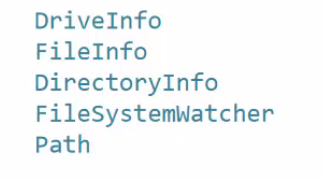 DriveInfo
FileInfo
DirectoryInfo
FileSystemWatcher
Path